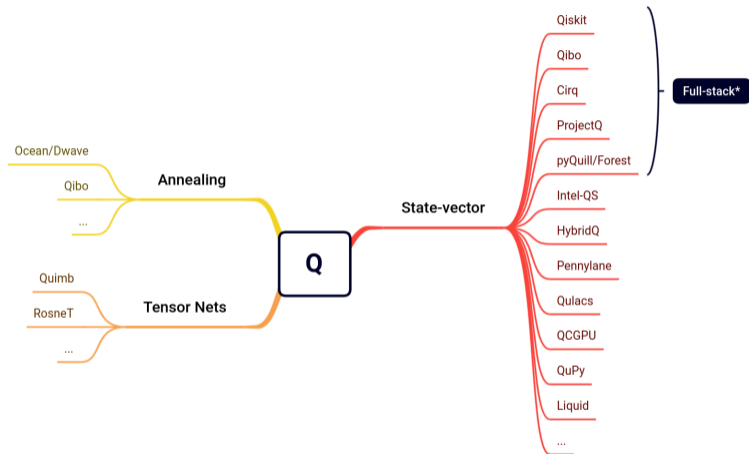 Qiskit
Qibo
Cirq
Full-stack*
ProjectQ
Ocean/Dwave
pyQuill/Forest
Annealing
Qibo
Intel-QS
State-vector
...
HybridQ
Q
Pennylane
Quimb
Qulacs
Tensor Nets
RosneT
QCGPU
...
QuPy
Liquid
...